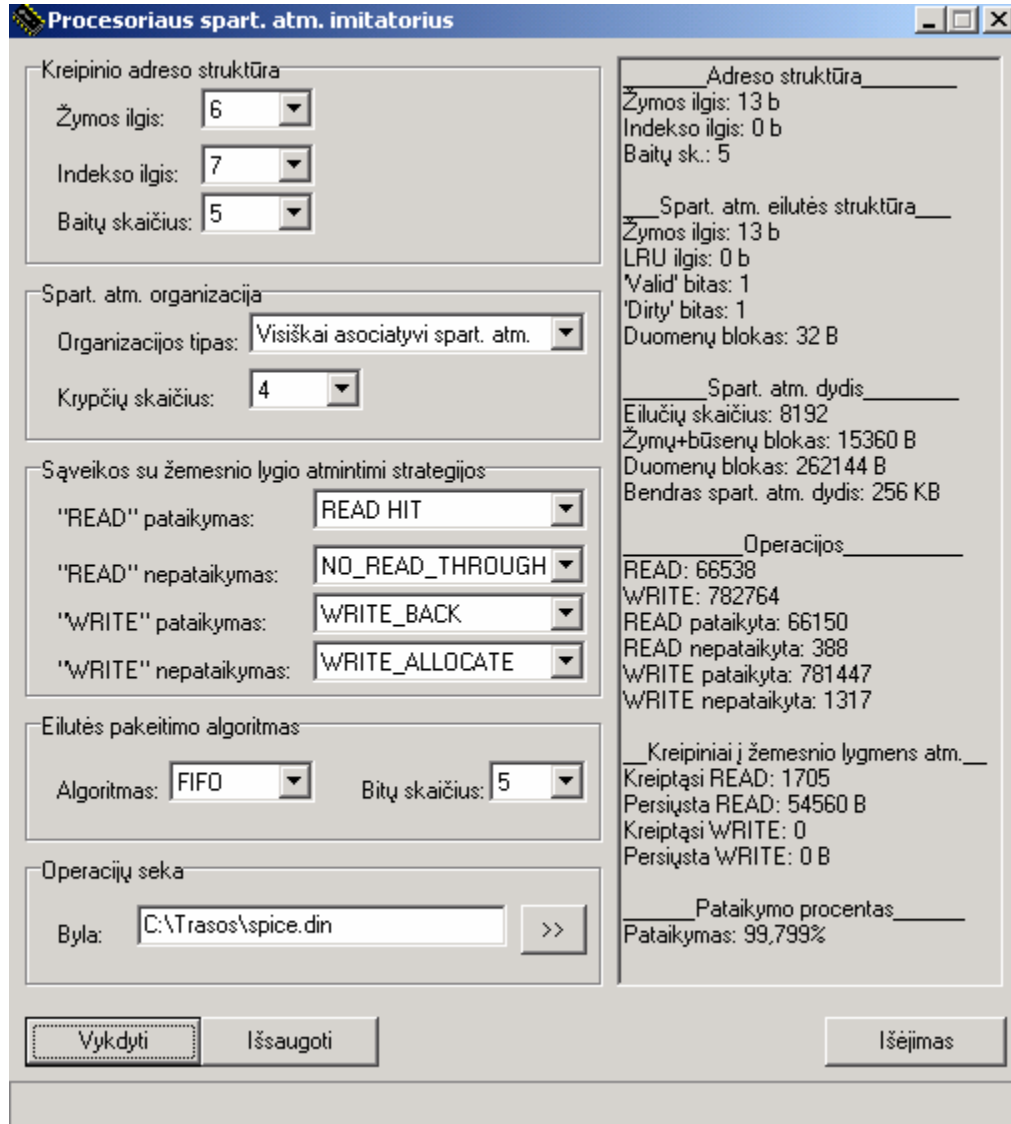 Procesoriaus spart. atm. imitatorius
Kreipinio adreso struktūra
Žymos ilgis: 6
Indekso ilgis: 7
Baitų skaičius: 5
Spart. atm. organizacija
Organizacijos tipas: Visiškai asociatyvi spart. atm.
Krypčių skaičius: 4
Sąveikos su žemesnio lygio atmintimi strategijos
"READ" pataikymas: READ HIT
"READ" nepataikymas: NO_READ_THROUGH
"WRITE" pataikymas: WRITE_BACK
"WRITE" nepataikymas: WRITE_ALLOCATE
Eilutės pakeitimo algoritmas
Algoritmas: FIFO Bitų skaičius: 5
Operacijų seka
Byla: C:\Trasos\spice.din >>
_______Adreso struktūra________
Žymos ilgis: 13 b
Indekso ilgis: 0 b
Baitų sk.: 5
___Spart. atm. eilutės struktūra___
Žymos ilgis: 13 b
LRU ilgis: 0 b
'Valid' bitas: 1
'Dirty' bitas: 1
Duomenų blokas: 32 B
_______Spart. atm. dydis________
Eilučių skaičius: 8192
Žymų+būsenų blokas: 15360 B
Duomenų blokas: 262144 B
Bendras spart. atm. dydis: 256 KB
__________Operacijos__________
READ: 66538
WRITE: 782764
READ pataikyta: 66150
READ nepataikyta: 388
WRITE pataikyta: 781447
WRITE nepataikyta: 1317
__Kreipiniai į žemesnio lygmens atm.__
Kreiptąsi READ: 1705
Persiųsta READ: 54560 B
Kreiptąsi WRITE: 0
Persiųsta WRITE: 0 B
______Pataikymo procentas______
Pataikymas: 99,799%
Vykdyti Išsaugoti Išėjimas